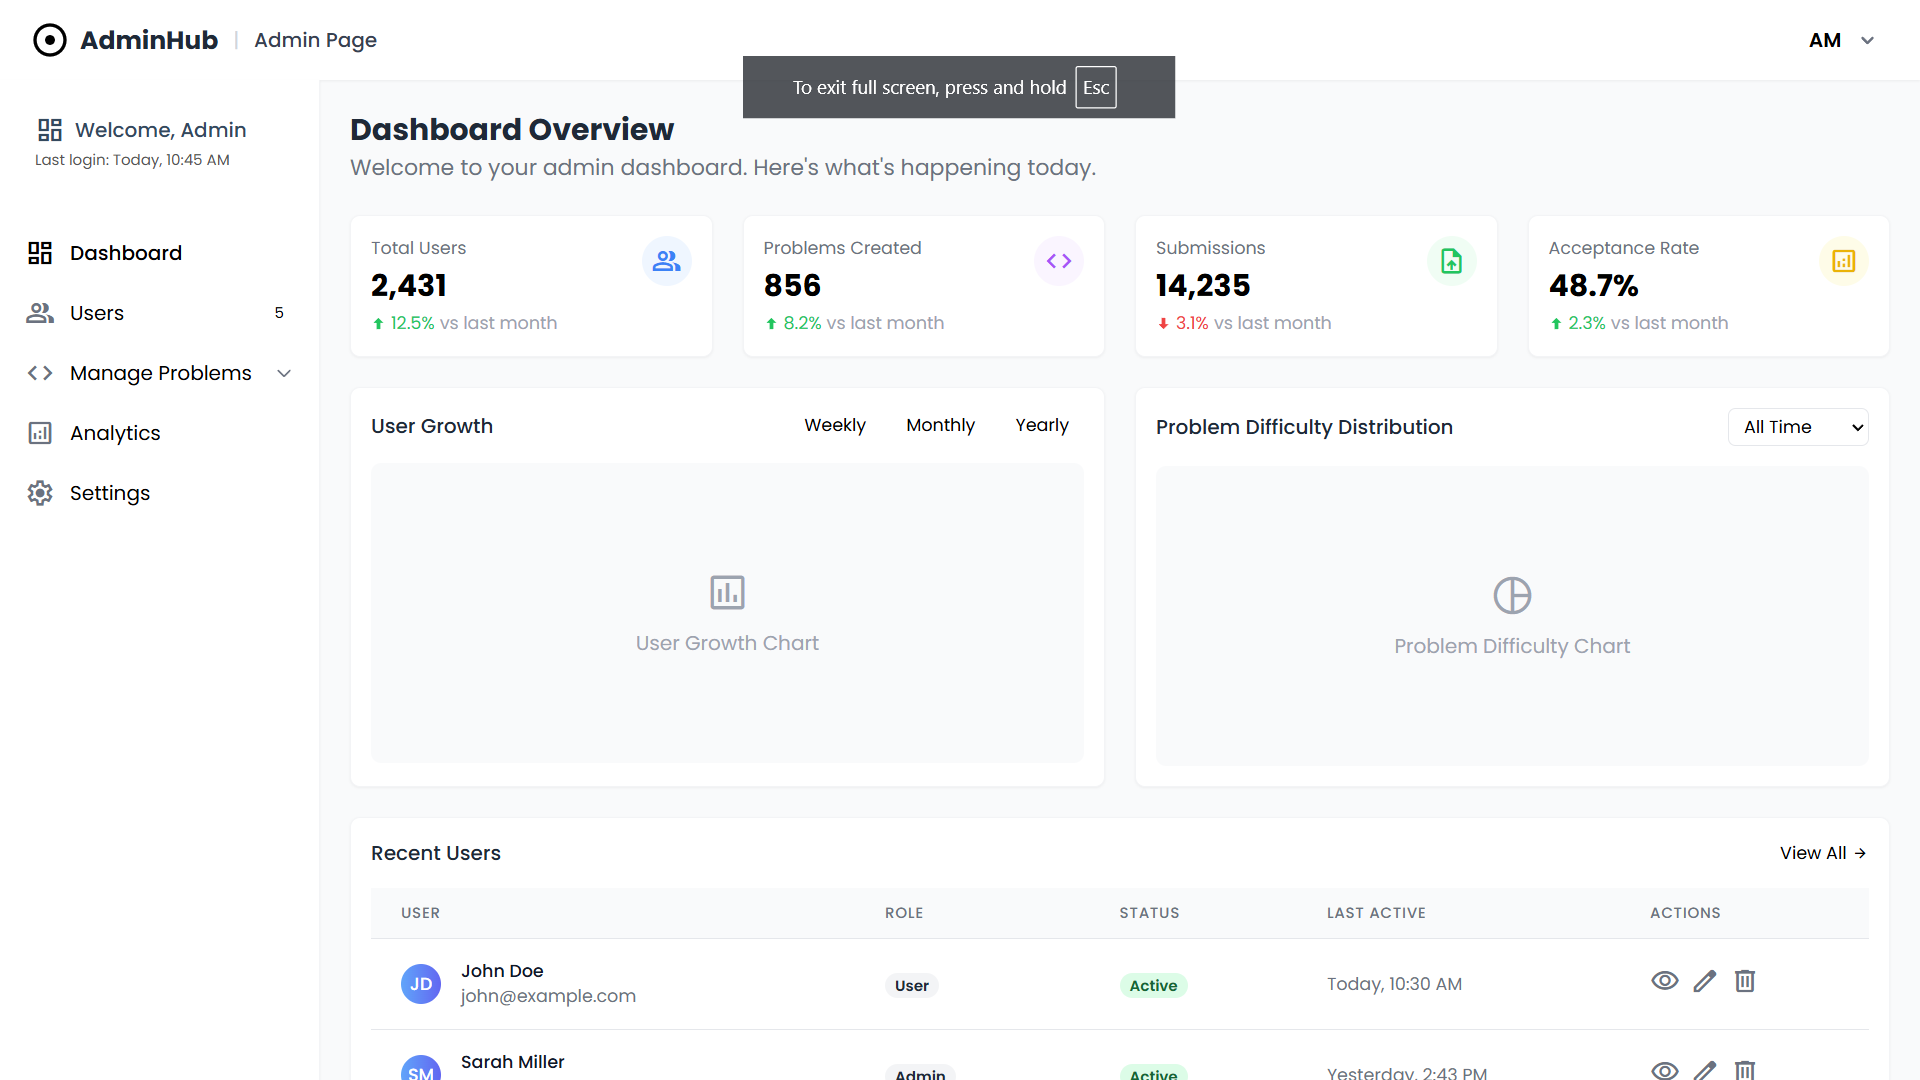 AdminHub | Admin Page
AM
To exit full screen, press and hold Esc
Welcome, Admin
Last login: Today, 10:45 AM
Dashboard
Users 5
Manage Problems
Analytics
Settings
Dashboard Overview
Welcome to your admin dashboard. Here's what's happening today.
Total Users
2,431
12.5% vs last month
Problems Created
856
8.2% vs last month
Submissions
14,235
3.1% vs last month
Acceptance Rate
48.7%
2.3% vs last month
User Growth
Weekly Monthly Yearly
User Growth Chart
Problem Difficulty Distribution
All Time
Problem Difficulty Chart
Recent Users
View All →
USER ROLE STATUS LAST ACTIVE ACTIONS
JD John Doe
john@example.com
User Active Today, 10:30 AM
SM Sarah Miller
Admin Active Yesterday, 2:43 PM